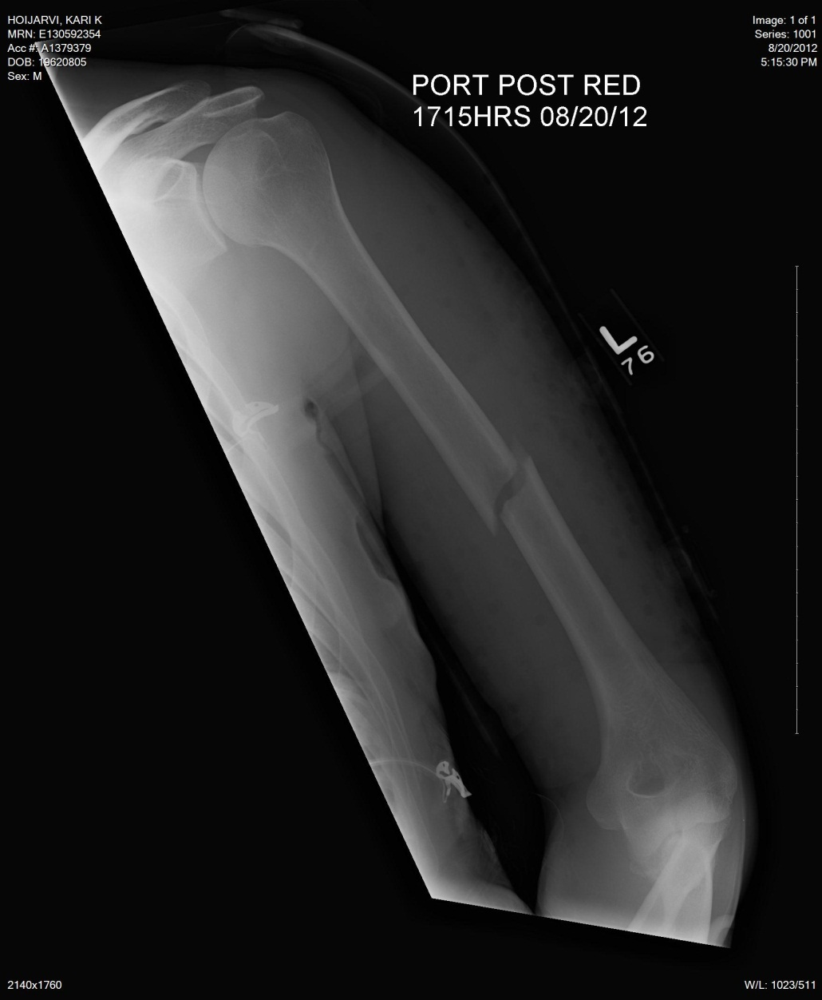 HOIJARVI, KARI K
MRN: E130592354
Acc #: A1379379
DOB: 19620805
Sex: M
Image: 1 of 1
Series: 1001
8/20/2012
5:15:30 PM
PORT POST RED
1715HRS 08/20/12
L
76
2140x1760
W/L: 1023/511